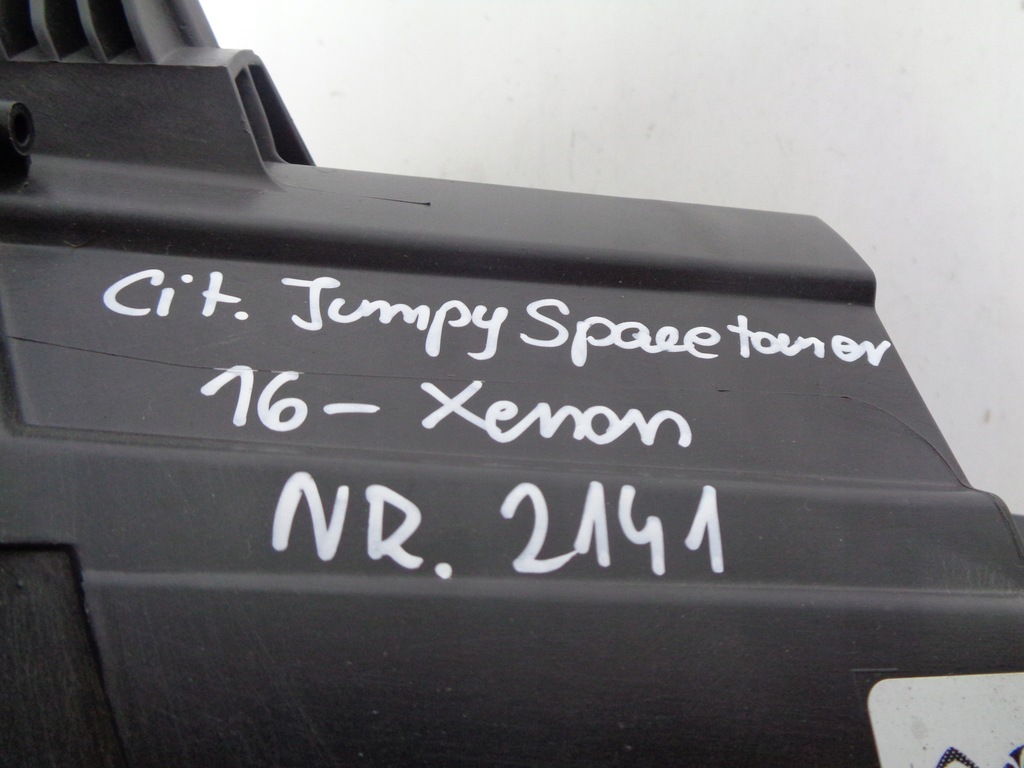 Cit. Jumpy Spacetourer
16- Xenon
NR. 2141